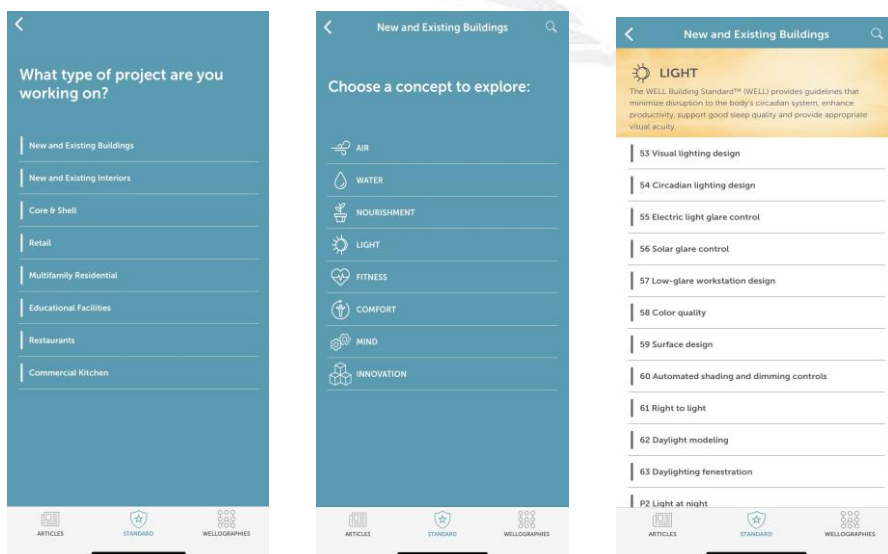 What type of project are you
working on?
New and Existing Buildings
New and Existing Interiors
Core & Shell
Retail
Multifamily Residential
Educational Facilities
Restaurants
Commercial Kitchen
ARTICLES
STANDARD
WELLOGRAPHIES
New and Existing Buildings
Choose a concept to explore:
AIR
WATER
NOURISHMENT
LIGHT
FITNESS
COMFORT
MIND
INNOVATION
ARTICLES
STANDARD
WELLOGRAPHIES
New and Existing Buildings
LIGHT
The WELL Building Standard™ (WELL) provides guidelines that
minimize disruption to the body's circadian system, enhance
productivity, support good sleep quality and provide appropriate
visual acuity.
53 Visual lighting design
54 Circadian lighting design
55 Electric light glare control
56 Solar glare control
57 Low-glare workstation design
58 Color quality
59 Surface design
60 Automated shading and dimming controls
61 Right to light
62 Daylight modeling
63 Daylighting fenestration
P2 Light at night
ARTICLES
STANDARD
WELLOGRAPHIES